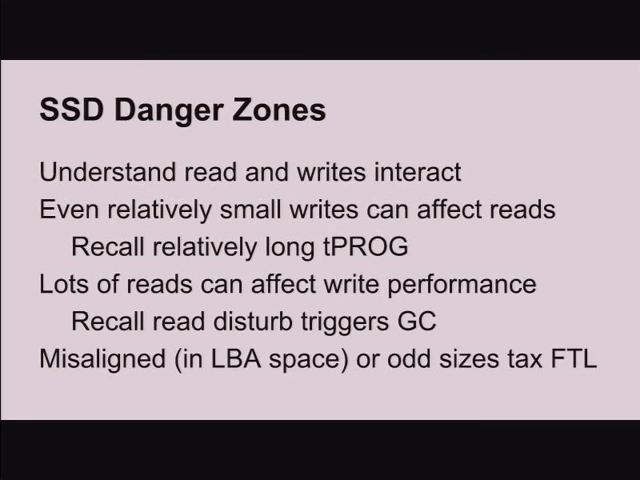 SSD Danger Zones
Understand read and writes interact
Even relatively small writes can affect reads
Recall relatively long tPROG
Lots of reads can affect write performance
Recall read disturb triggers GC
Misaligned (in LBA space) or odd sizes tax FTL